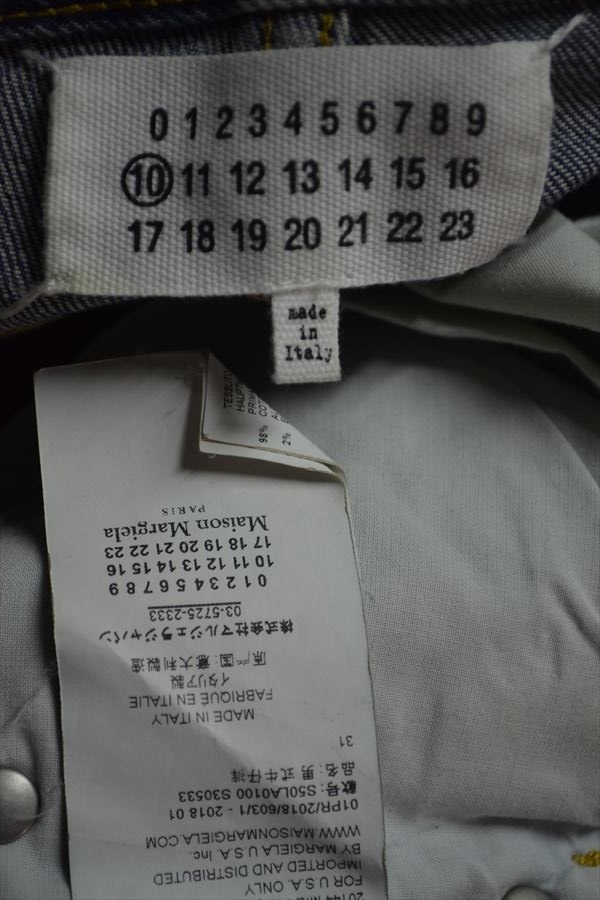 0 1 2 3 4 5 6 7 8 9
10 11 12 13 14 15 16
17 18 19 20 21 22 23
made
in
Italy
20144
FOR U.S.A. ONLY
IMPORTED AND DISTRIBUTED
BY MARGIELA U.S.A. Inc.
WWW.MAISONMARGIELA.COM
01PR/2018/603/1 - 2018 01
款号: S50LA0100 S30533
品名: 男式牛仔
31
MADE IN ITALY
FABRIQUÉ EN ITALIE
イタリア製
原产国: 意大利製造
株式会社マルジェラジャパン
03-5725-2333
0 1 2 3 4 5 6 7 8 9
10 11 12 13 14 15 16
17 18 19 20 21 22 23
Maison Margiela
PARIS
98%
2%